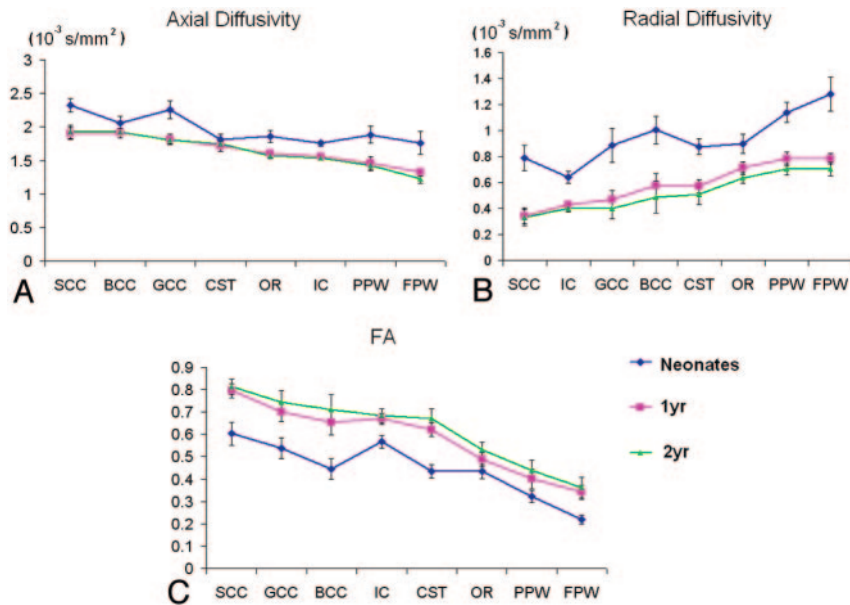 Axial Diffusivity
(10⁻³ s/mm²)
3
2.5
2
1.5
1
0.5
0
A
SCC BCC GCC CST OR IC PPW FPW
Radial Diffusivity
(10⁻³ s/mm²)
1.6
1.4
1.2
1
0.8
0.6
0.4
0.2
0
B
SCC IC GCC BCC CST OR PPW FPW
FA
0.9
0.8
0.7
0.6
0.5
0.4
0.3
0.2
0.1
0
C
SCC GCC BCC IC CST OR PPW FPW
Neonates
1yr
2yr